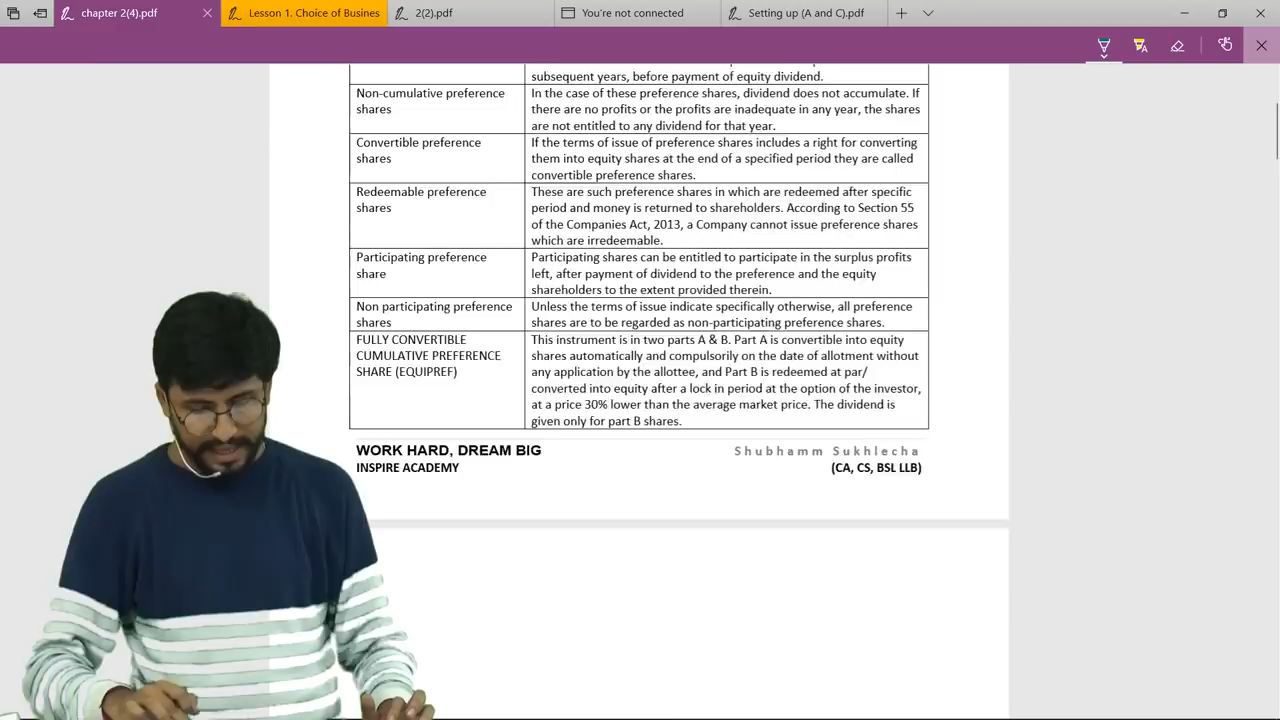 chapter 2(4).pdf
Lesson 1. Choice of Busines
2(2).pdf
You're not connected
Setting up (A and C).pdf
subsequent years, before payment of equity dividend.
Non-cumulative preference
shares
In the case of these preference shares, dividend does not accumulate. If
there are no profits or the profits are inadequate in any year, the shares
are not entitled to any dividend for that year.
Convertible preference
shares
If the terms of issue of preference shares includes a right for converting
them into equity shares at the end of a specified period they are called
convertible preference shares.
Redeemable preference
shares
These are such preference shares in which are redeemed after specific
period and money is returned to shareholders. According to Section 55
of the Companies Act, 2013, a Company cannot issue preference shares
which are irredeemable.
Participating preference
share
Participating shares can be entitled to participate in the surplus profits
left, after payment of dividend to the preference and the equity
shareholders to the extent provided therein.
Non participating preference
shares
Unless the terms of issue indicate specifically otherwise, all preference
shares are to be regarded as non-participating preference shares.
FULLY CONVERTIBLE
CUMULATIVE PREFERENCE
SHARE (EQUIPREF)
This instrument is in two parts A & B. Part A is convertible into equity
shares automatically and compulsorily on the date of allotment without
any application by the allottee, and Part B is redeemed at par/
converted into equity after a lock in period at the option of the investor,
at a price 30% lower than the average market price. The dividend is
given only for part B shares.
WORK HARD, DREAM BIG
INSPIRE ACADEMY
Shubhamm Sukhlecha
(CA, CS, BSL LLB)